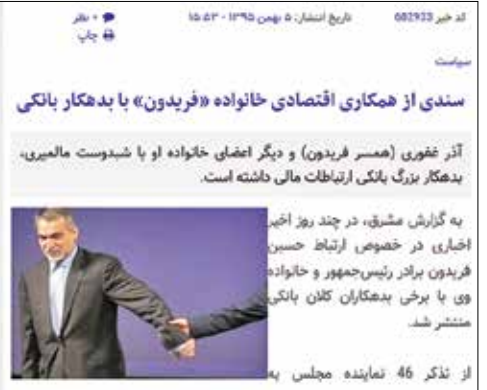 کد خبر 682933
تاریخ انتشار: ۵ بهمن ۱۳۹۵ - ۱۵:۵۳
۰ نظر
چاپ
سیاست
سندی از همکاری اقتصادی خانواده «فریدون» با بدهکار بانکی
آذر غفوری (همسر فریدون) و دیگر اعضای خانواده او با شبدوست مالمیری،
بدهکار بزرگ بانکی ارتباطات مالی داشته است.
به گزارش مشرق، در چند روز اخیر
اخباری در خصوص ارتباط حسین
فریدون برادر رئیس‌جمهور و خانواده
وی با برخی بدهکاران کلان بانکی
منتشر شد.
از تذکر 46 نماینده مجلس به